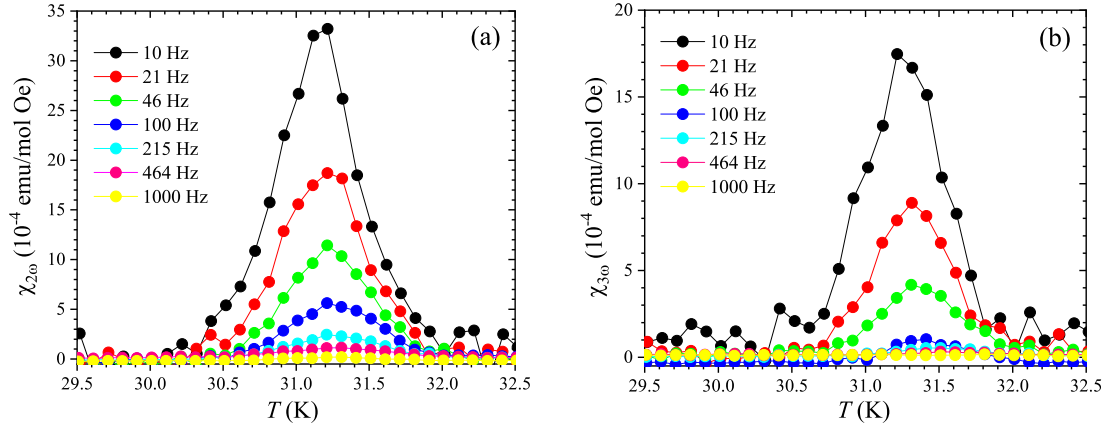 35
30
25
20
15
10
5
0
χ2ω (10-4 emu/mol Oe)
10 Hz
21 Hz
46 Hz
100 Hz
215 Hz
464 Hz
1000 Hz
(a)
29.5 30.0 30.5 31.0 31.5 32.0 32.5
T (K)
20
15
10
5
0
χ3ω (10-4 emu/mol Oe)
10 Hz
21 Hz
46 Hz
100 Hz
215 Hz
464 Hz
1000 Hz
(b)
29.5 30.0 30.5 31.0 31.5 32.0 32.5
T (K)